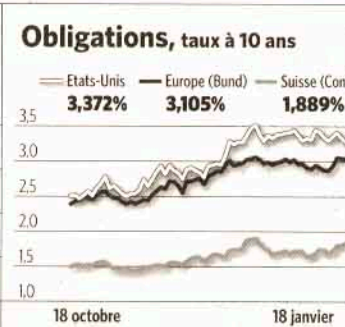 Obligations, taux à 10 ans
Etats-Unis Europe (Bund) Suisse (Con
3,372% 3,105% 1,889%
3,5
3,0
2,5
2,0
1,5
1,0
18 octobre 18 janvier